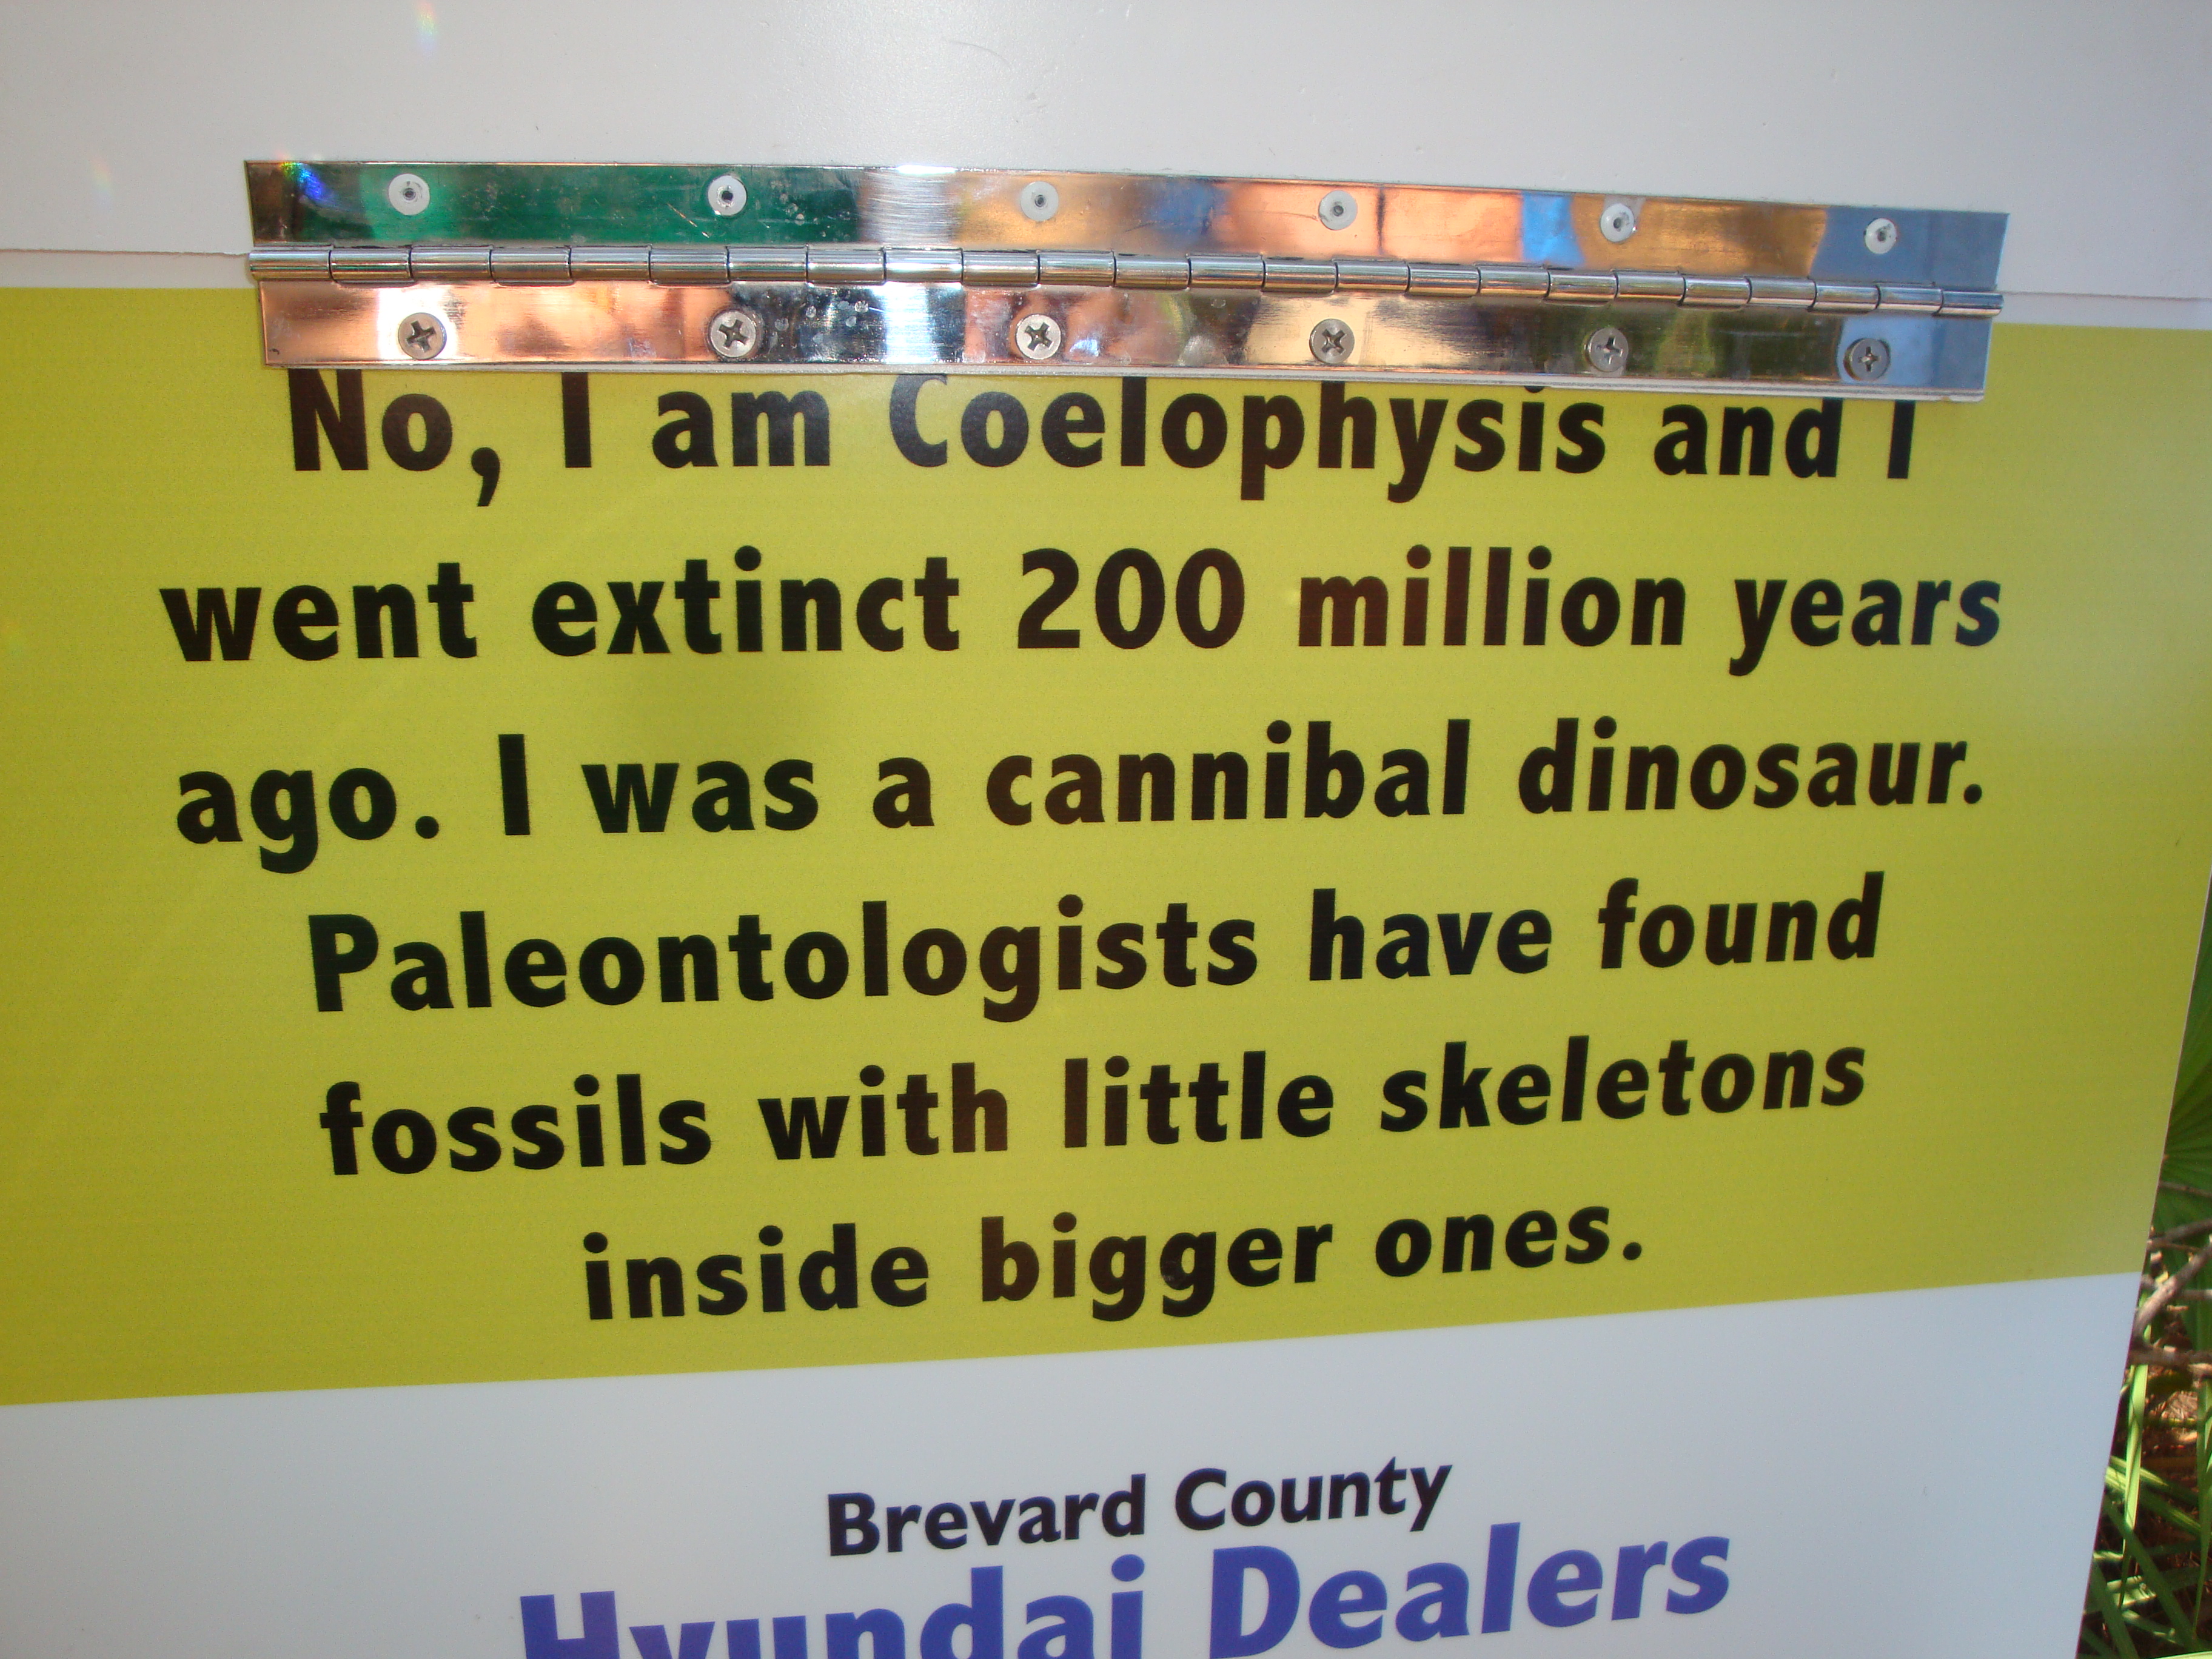 No, I am Coelophysis and I
went extinct 200 million years
ago. I was a cannibal dinosaur.
Paleontologists have found
fossils with little skeletons
inside bigger ones.
Brevard County
Hyundai Dealers